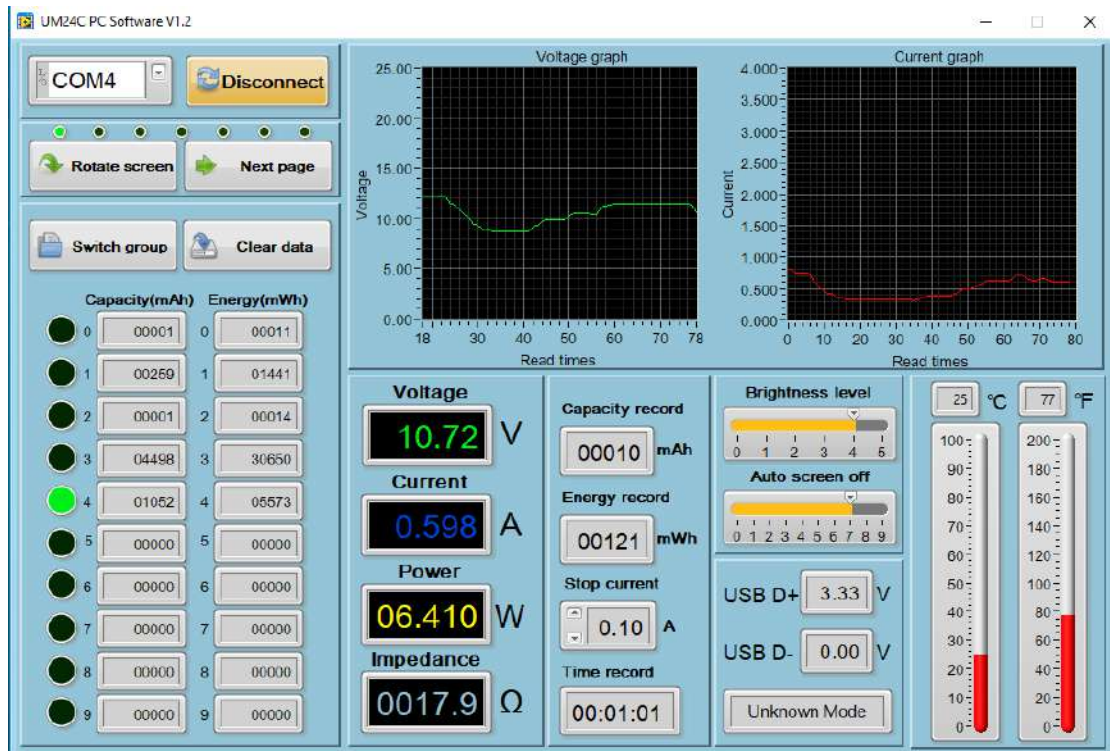 UM24C PC Software V1.2
COM4
Disconnect
Rotate screen
Next page
Switch group
Clear data
Capacity(mAh) Energy(mWh)
0 00001 0 00011
1 00259 1 01441
2 00001 2 00014
3 04498 3 30650
4 01052 4 05573
5 00000 5 00000
6 00000 6 00000
7 00000 7 00000
8 00000 8 00000
9 00000 9 00000
Voltage graph
Voltage
25.00
20.00
15.00
10.00
5.00
0.00
18 30 40 50 60 70 78
Read times
Current graph
Current
4.000
3.500
3.000
2.500
2.000
1.500
1.000
0.500
0.000
0 10 20 30 40 50 60 70 80
Read times
Voltage
10.72 V
Current
0.598 A
Power
06.410 W
Impedance
0017.9 Ω
Capacity record
00010 mAh
Energy record
00121 mWh
Stop current
0.10 A
Time record
00:01:01
Brightness level
0 1 2 3 4 5
Auto screen off
0 1 2 3 4 5 6 7 8 9
USB D+ 3.33 V
USB D- 0.00 V
Unknown Mode
25 °C 77 °F
100 200
90 180
80 160
70 140
60 120
50 100
40 80
30 60
20 40
10 20
0 0